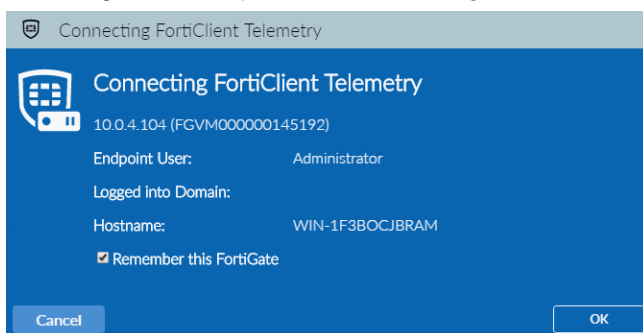 Connecting FortiClient Telemetry
Connecting FortiClient Telemetry
10.0.4.104 (FGVM000000145192)
Endpoint User: Administrator
Logged into Domain:
Hostname: WIN-1F3BOCJBRAM
Remember this FortiGate
Cancel OK